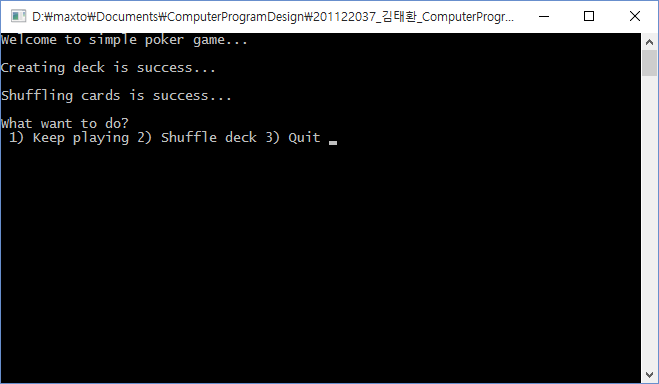 D:\maxto\Documents\ComputerProgramDesign\201122037_김태환_ComputerProgr...
Welcome to simple poker game...
Creating deck is success...
Shuffling cards is success...
What want to do?
1) Keep playing 2) Shuffle deck 3) Quit